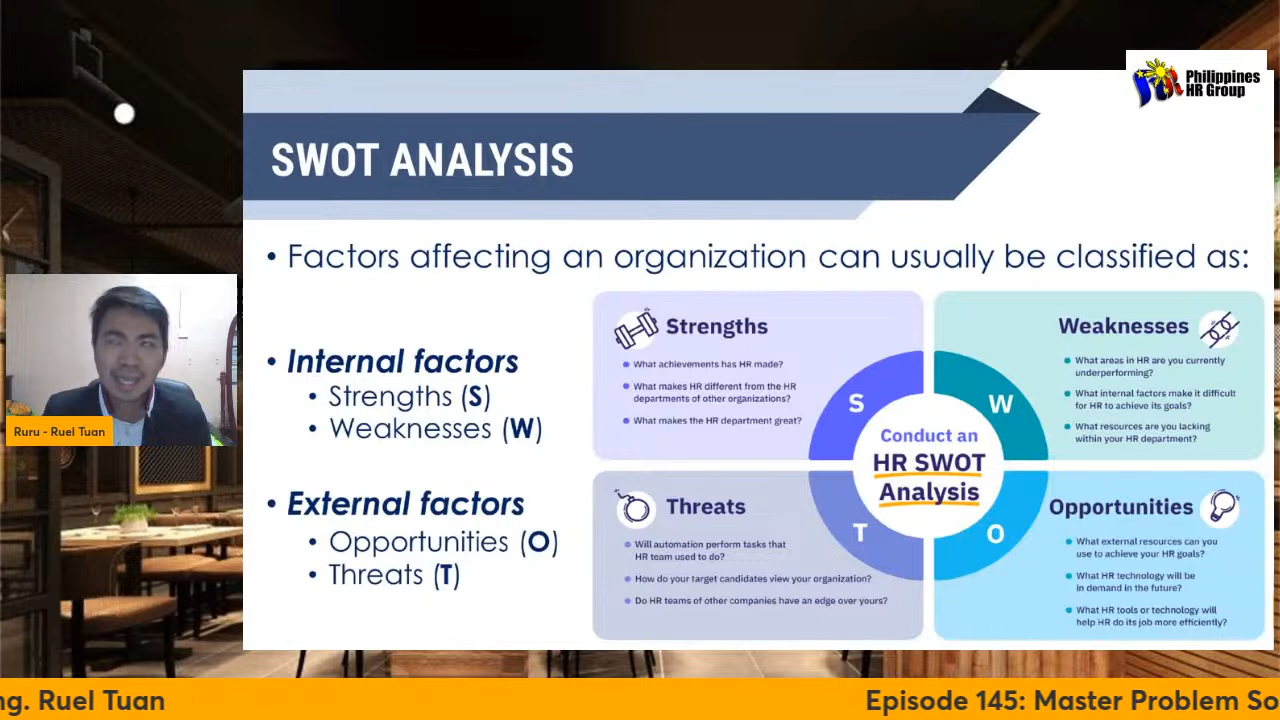 Philippines
HR Group
SWOT ANALYSIS
• Factors affecting an organization can usually be classified as:
• Internal factors
• Strengths (S)
• Weaknesses (W)
• External factors
• Opportunities (O)
• Threats (T)
Strengths
• What achievements has HR made?
• What makes HR different from the HR
departments of other organizations?
• What makes the HR department great?
Weaknesses
• What areas in HR are you currently
underperforming?
• What internal factors make it difficult
for HR to achieve its goals?
• What resources are you lacking
within your HR department?
S
W
Conduct an
HR SWOT
Analysis
T
O
Threats
• Will automation perform tasks that
HR team used to do?
• How do your target candidates view your organization?
• Do HR teams of other companies have an edge over yours?
Opportunities
• What external resources can you
use to achieve your HR goals?
• What HR technology will be
in demand in the future?
• What HR tools or technology will
help HR do its job more efficiently?
Ruru - Ruel Tuan
ng. Ruel Tuan
Episode 145: Master Problem So